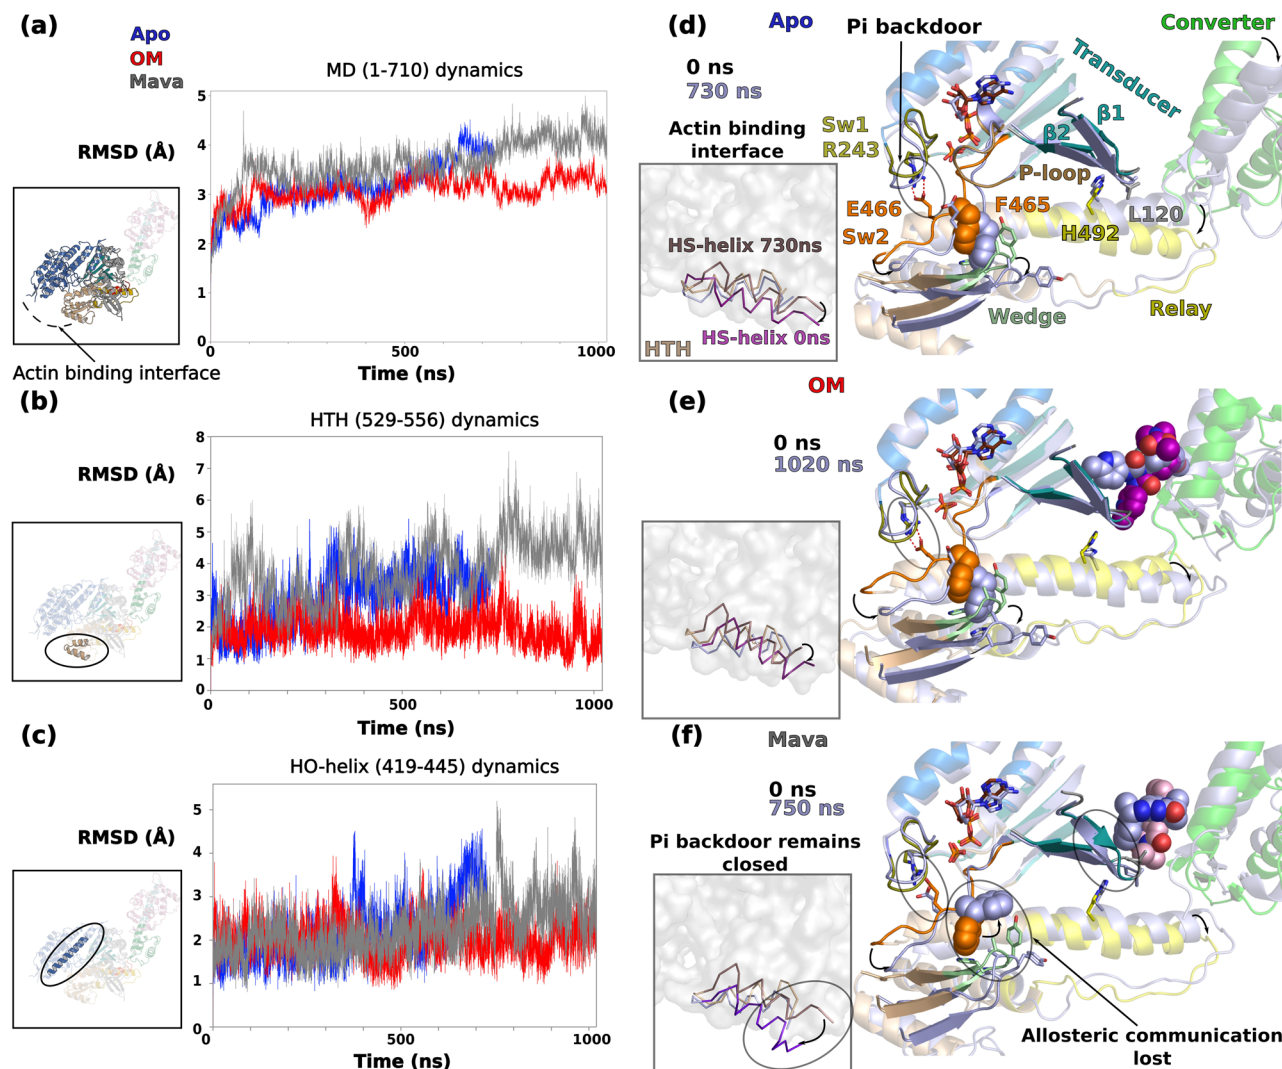 (a)
Apo
OM
Mava
MD (1-710) dynamics
RMSD (Å)
5
4
3
2
1
0
0
500
1000
Time (ns)
Actin binding interface
(b)
HTH (529-556) dynamics
RMSD (Å)
8
7
6
5
4
3
2
1
0
0
500
1000
Time (ns)
(c)
HO-helix (419-445) dynamics
RMSD (Å)
5
4
3
2
1
0
0
500
1000
Time (ns)
(d)
Apo
Pi backdoor
Converter
0 ns
730 ns
Transducer
Actin binding
interface
Sw1
R243
β1
β2
P-loop
E466
F465
L120
Sw2
H492
HS-helix 730ns
Wedge
Relay
HS-helix 0ns
HTH
(e)
OM
0 ns
1020 ns
(f)
Mava
0 ns
750 ns
Pi backdoor remains
closed
Allosteric communication
lost